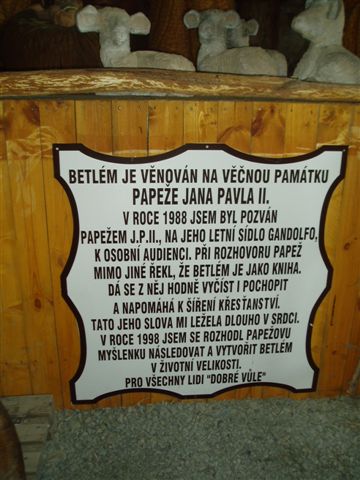 BETLÉM JE VĚNOVÁN NA VĚČNOU PAMÁTKU
PAPEŽE JANA PAVLA II.
V ROCE 1988 JSEM BYL POZVÁN
PAPEŽEM J.P.II., NA JEHO LETNÍ SÍDLO GANDOLFO,
K OSOBNÍ AUDIENCI. PŘI ROZHOVORU PAPEŽ
MIMO JINÉ ŘEKL, ŽE BETLÉM JE JAKO KNIHA.
DÁ SE Z NĚJ HODNĚ VYČÍST I POCHOPIT
A NAPOMÁHÁ K ŠÍŘENÍ KŘESŤANSTVÍ.
TATO JEHO SLOVA MI LEŽELA DLOUHO V SRDCI.
V ROCE 1998 JSEM SE ROZHODL PAPEŽOVU
MYŠLENKU NÁSLEDOVAT A VYTVOŘIT BETLÉM
V ŽIVOTNÍ VELIKOSTI.
PRO VŠECHNY LIDI "DOBRÉ VŮLE"